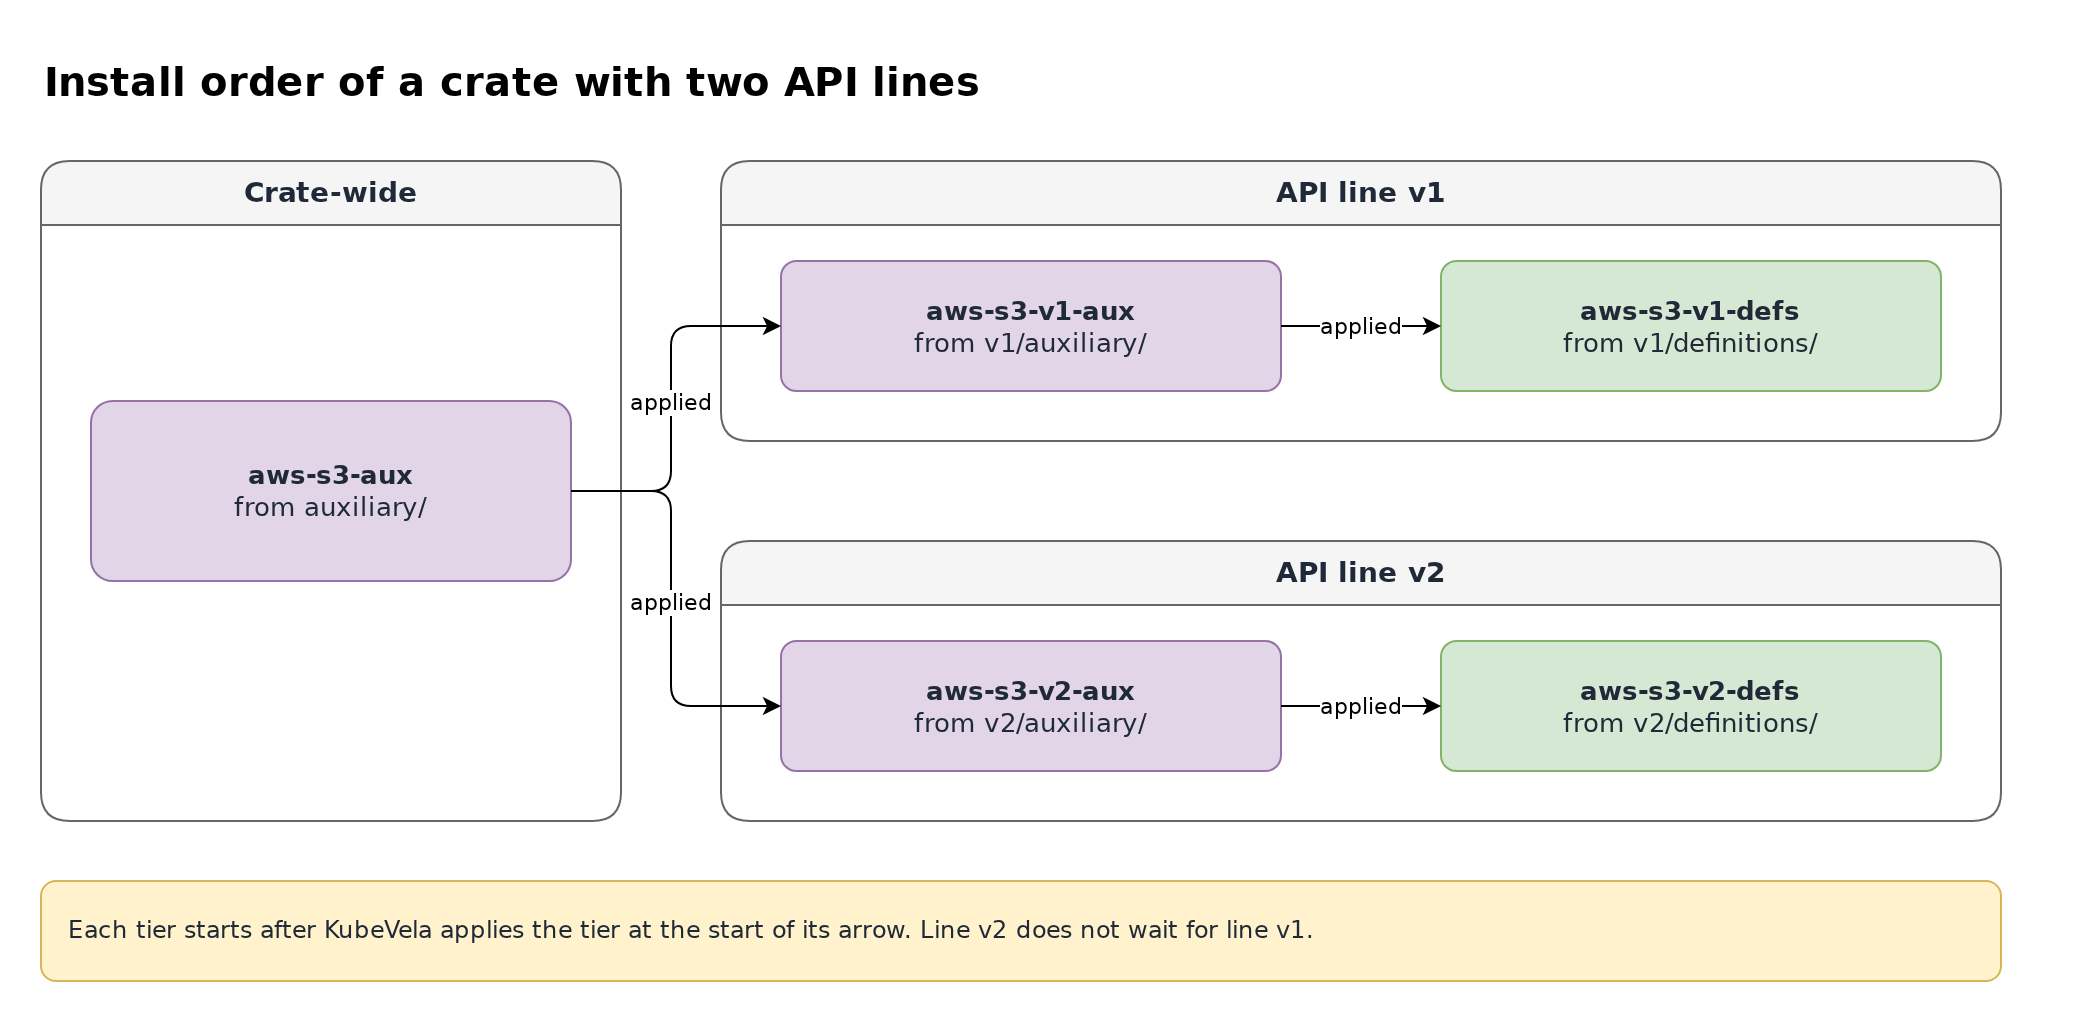 Install order of a crate with two API lines
Crate-wide
aws-s3-aux
from auxiliary/
applied
applied
API line v1
aws-s3-v1-aux
from v1/auxiliary/
applied
aws-s3-v1-defs
from v1/definitions/
API line v2
aws-s3-v2-aux
from v2/auxiliary/
applied
aws-s3-v2-defs
from v2/definitions/
Each tier starts after KubeVela applies the tier at the start of its arrow. Line v2 does not wait for line v1.